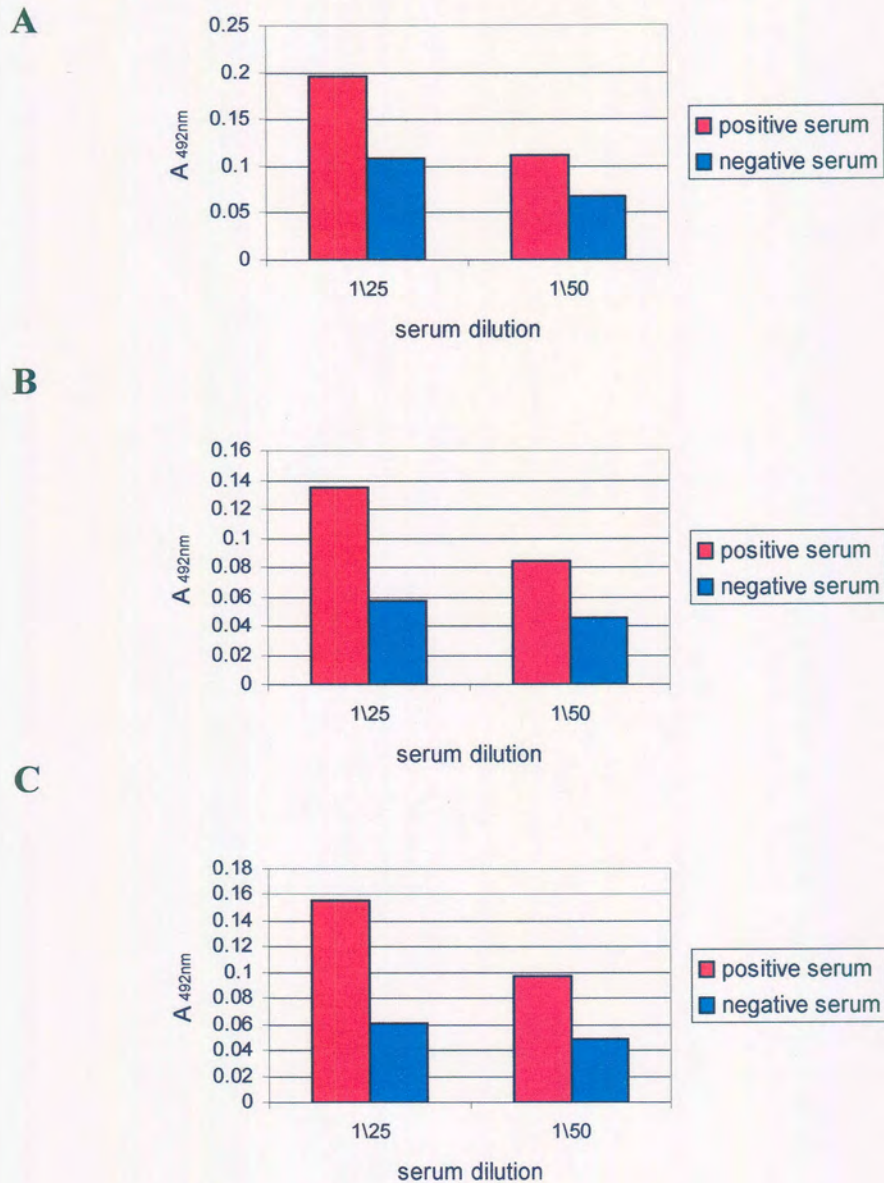 A
0.25
0.2
0.15
0.1
0.05
0
A 492nm
1\25 1\50
serum dilution
positive serum
negative serum
B
0.16
0.14
0.12
0.1
0.08
0.06
0.04
0.02
0
A 492nm
1\25 1\50
serum dilution
positive serum
negative serum
C
0.18
0.16
0.14
0.12
0.1
0.08
0.06
0.04
0.02
0
A 492nm
1\25 1\50
serum dilution
positive serum
negative serum